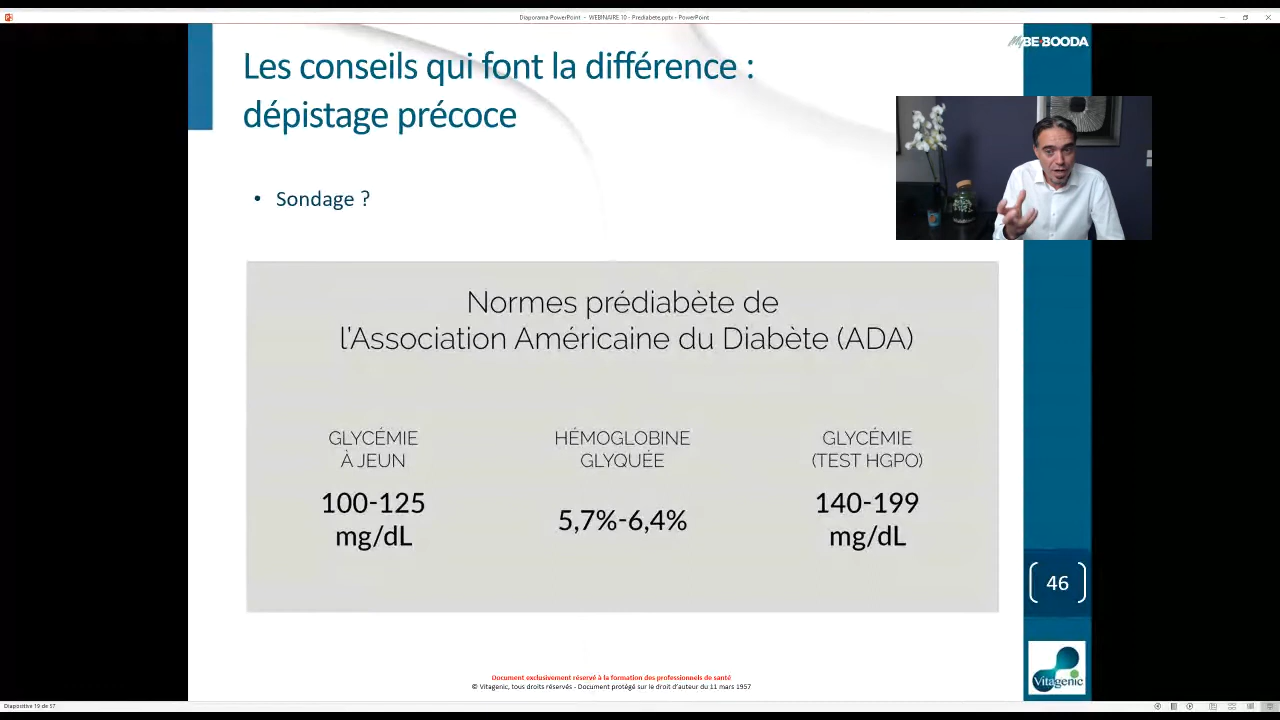 Diaporama PowerPoint - WEBINAIRE 10 - Prediabete.pptx - PowerPoint
MyBE-BOODA
Les conseils qui font la différence :
dépistage précoce
• Sondage ?
Normes prédiabète de
l'Association Américaine du Diabète (ADA)
GLYCÉMIE
À JEUN
100-125
mg/dL
HÉMOGLOBINE
GLYQUÉE
5,7%-6,4%
GLYCÉMIE
(TEST HGPO)
140-199
mg/dL
46
Document exclusivement réservé à la formation des professionnels de santé
© Vitagenic, tous droits réservés - Document protégé sur le droit d'auteur du 11 mars 1957
Vitagenic
Diapositive 19 de 57